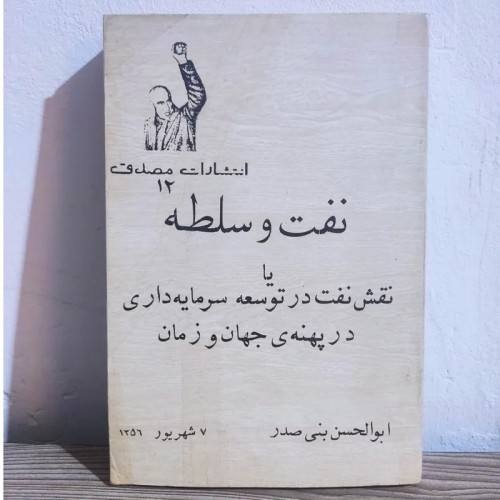 انتشارات مصدق
۱۲
نفت و سلطه
یا
نقش نفت در توسعه سرمایه‌داری
در پهنه‌ی جهان و زمان
ابوالحسن بنی صدر
۷ شهریور ۱۳۵۶